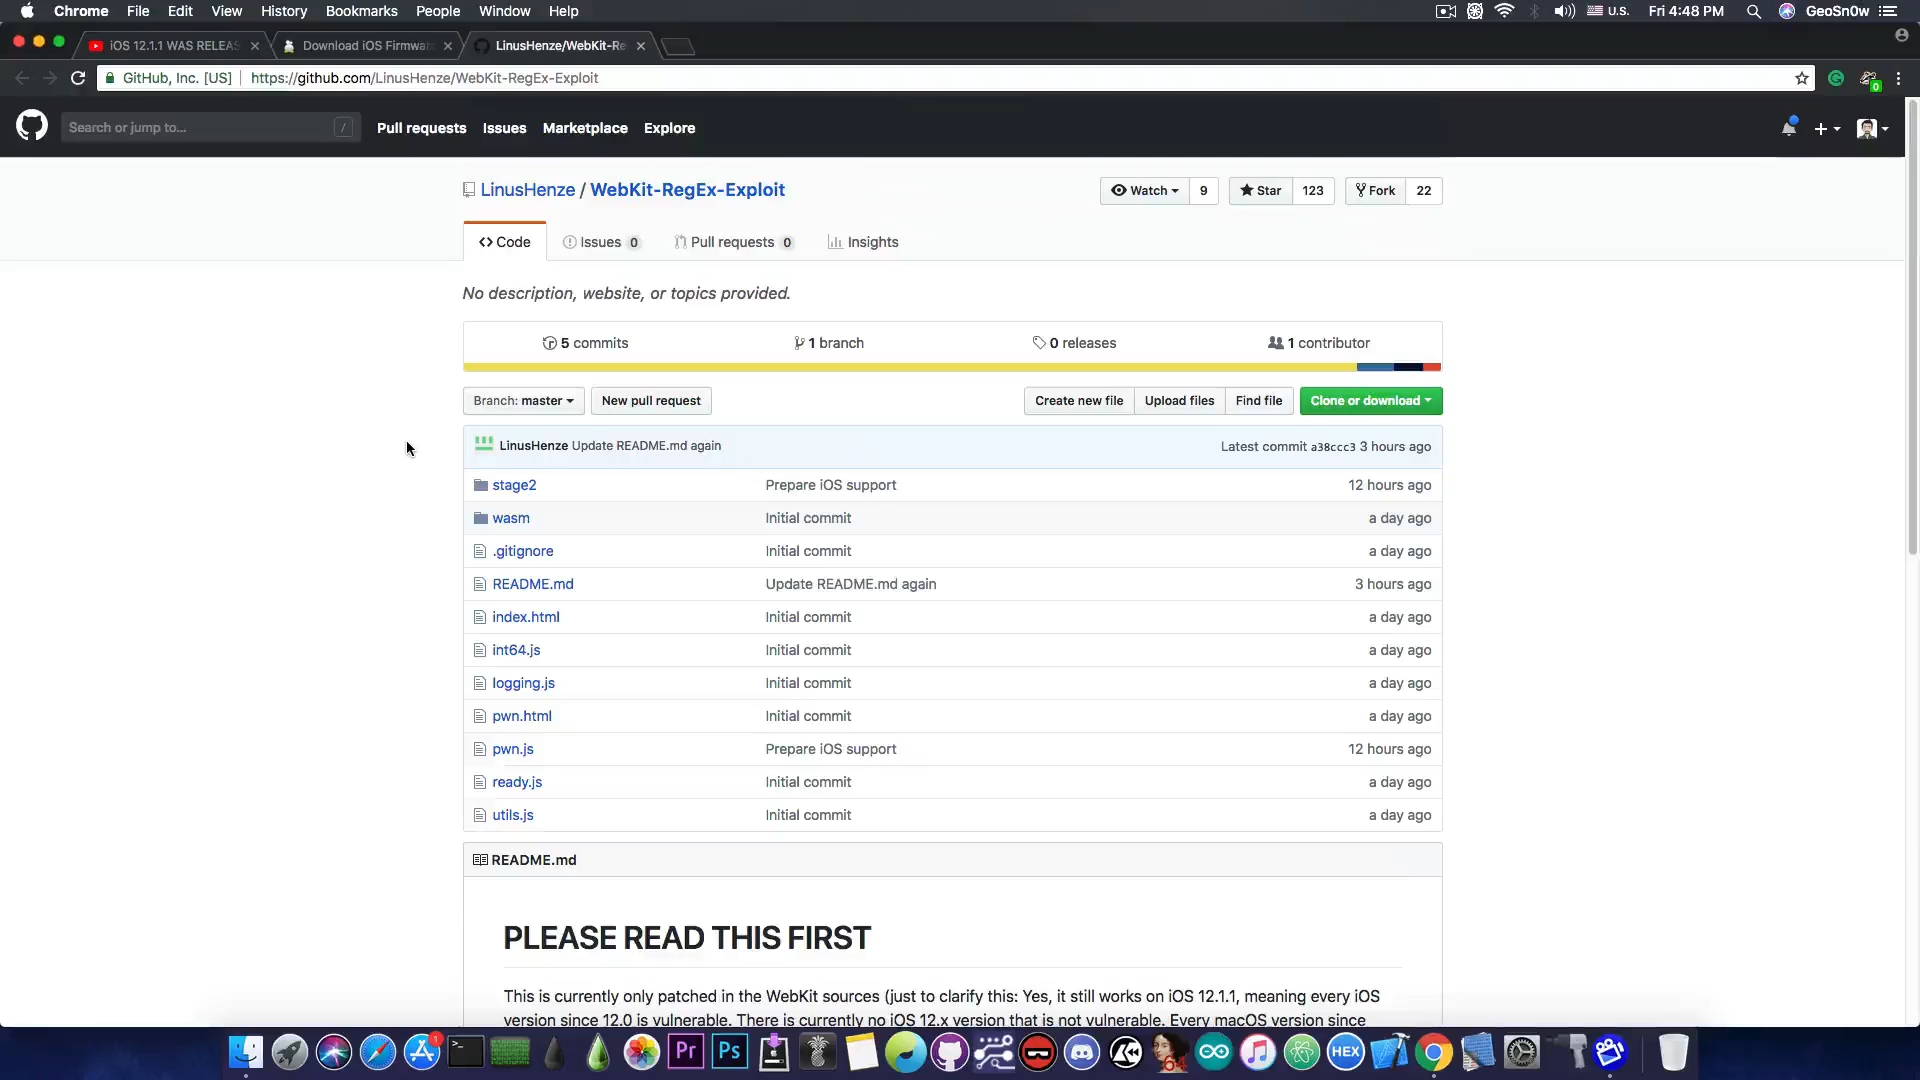 Chrome File Edit View History Bookmarks People Window Help U.S. Fri 4:48 PM GeoSn0w
iOS 12.1.1 WAS RELEAS Download iOS Firmwar LinusHenze/WebKit-Re
GitHub, Inc. [US] https://github.com/LinusHenze/WebKit-RegEx-Exploit 0
Search or jump to... / Pull requests Issues Marketplace Explore
LinusHenze / WebKit-RegEx-Exploit Watch 9 Star 123 Fork 22
Code Issues 0 Pull requests 0 Insights
No description, website, or topics provided.
5 commits 1 branch 0 releases 1 contributor
Branch: master New pull request Create new file Upload files Find file Clone or download
LinusHenze Update README.md again Latest commit a38ccc3 3 hours ago
stage2 Prepare iOS support 12 hours ago
wasm Initial commit a day ago
.gitignore Initial commit a day ago
README.md Update README.md again 3 hours ago
index.html Initial commit a day ago
int64.js Initial commit a day ago
logging.js Initial commit a day ago
pwn.html Initial commit a day ago
pwn.js Prepare iOS support 12 hours ago
ready.js Initial commit a day ago
utils.js Initial commit a day ago
README.md
PLEASE READ THIS FIRST
This is currently only patched in the WebKit sources (just to clarify this: Yes, it still works on iOS 12.1.1, meaning every iOS
version since 12.0 is vulnerable. There is currently no iOS 12.x version that is not vulnerable. Every macOS version since
1 >_ Pr Ps 64 HEX